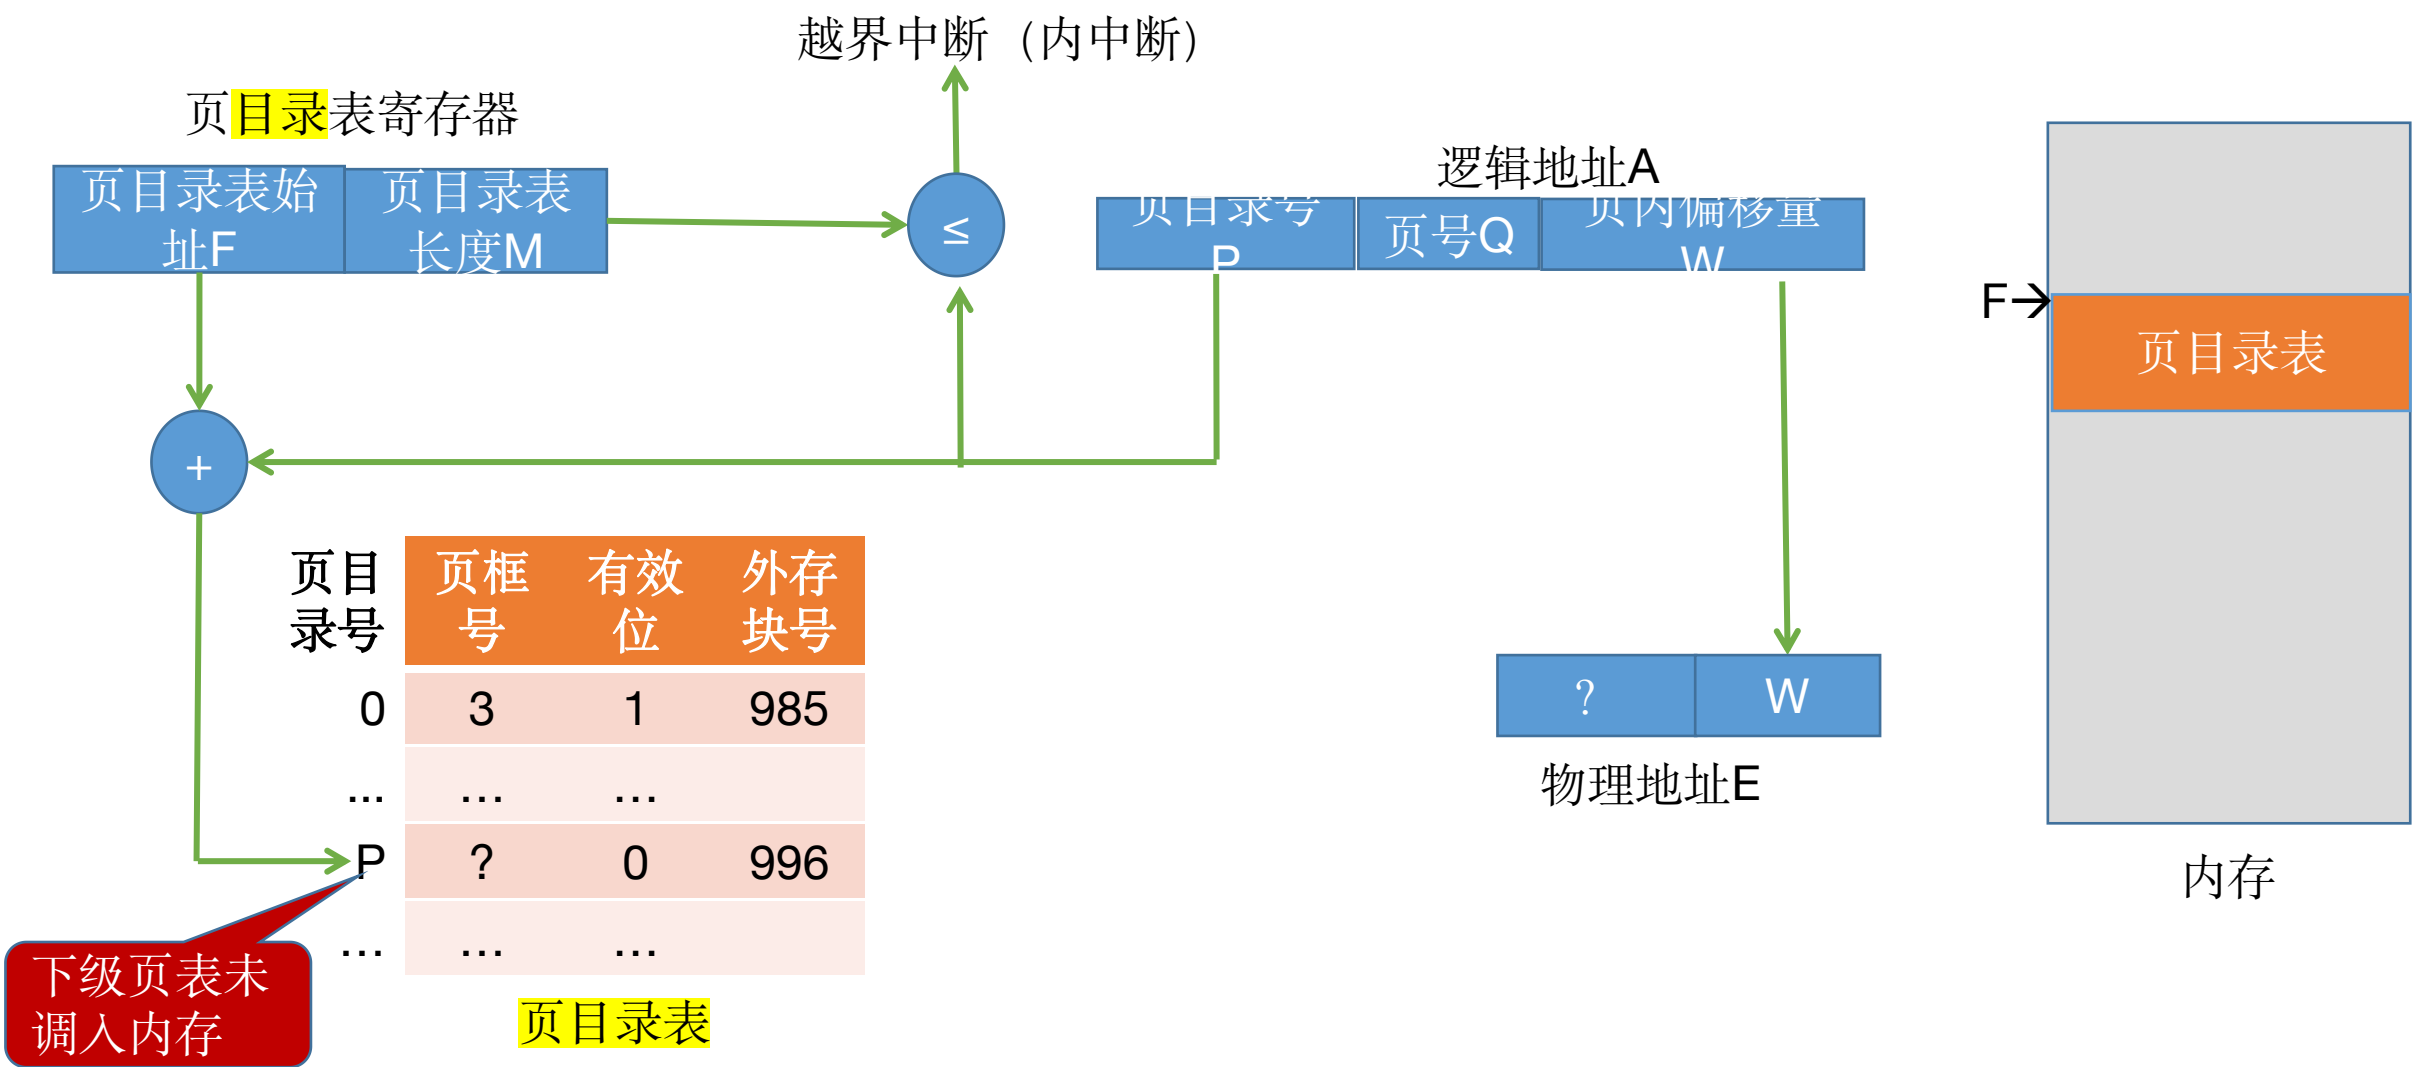 越界中断（内中断）
页目录表寄存器
页目录表始
址F
页目录表
长度M
≤
逻辑地址A
页目录号
P
页号Q
页内偏移量
W
F→
页目录表
+
页目
录号
页框
号
有效
位
外存
块号
0 3 1 985
... … …
P ? 0 996
… … …
下级页表未
调入内存
页目录表
？ W
物理地址E
内存